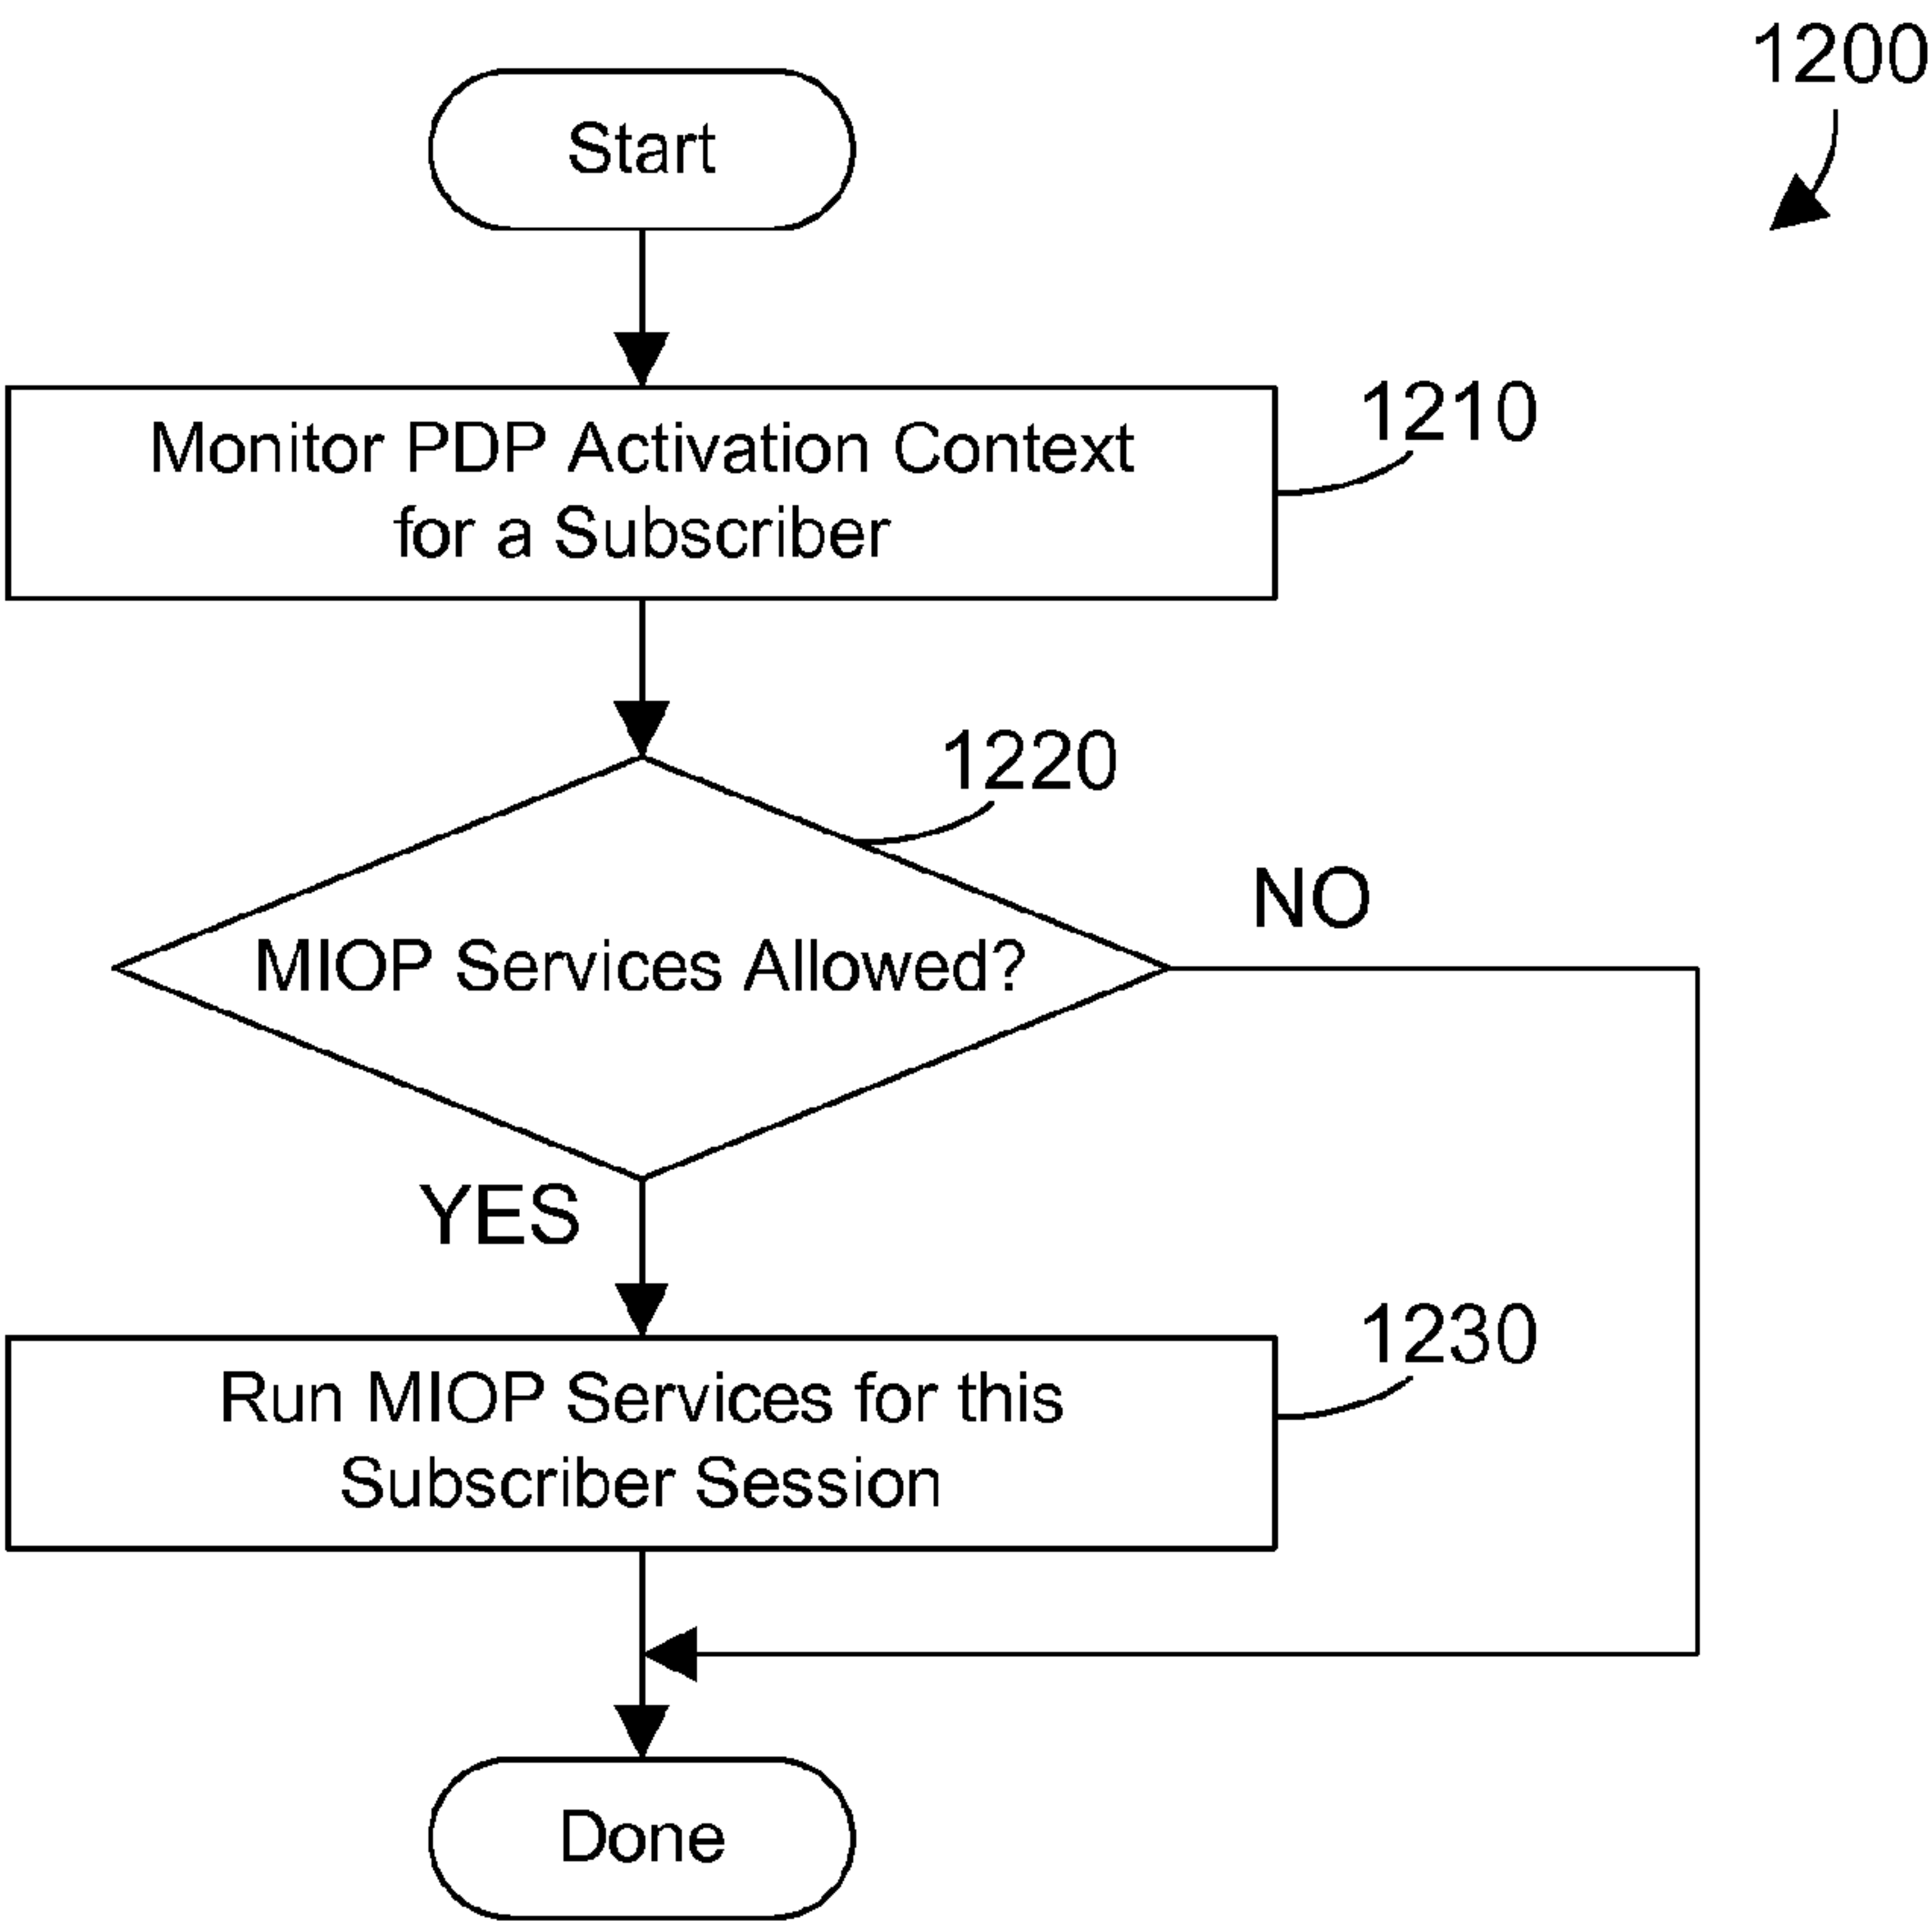 1200
Start
Monitor PDP Activation Context
for a Subscriber
1210
1220
MIOP Services Allowed?
NO
YES
Run MIOP Services for this
Subscriber Session
1230
Done